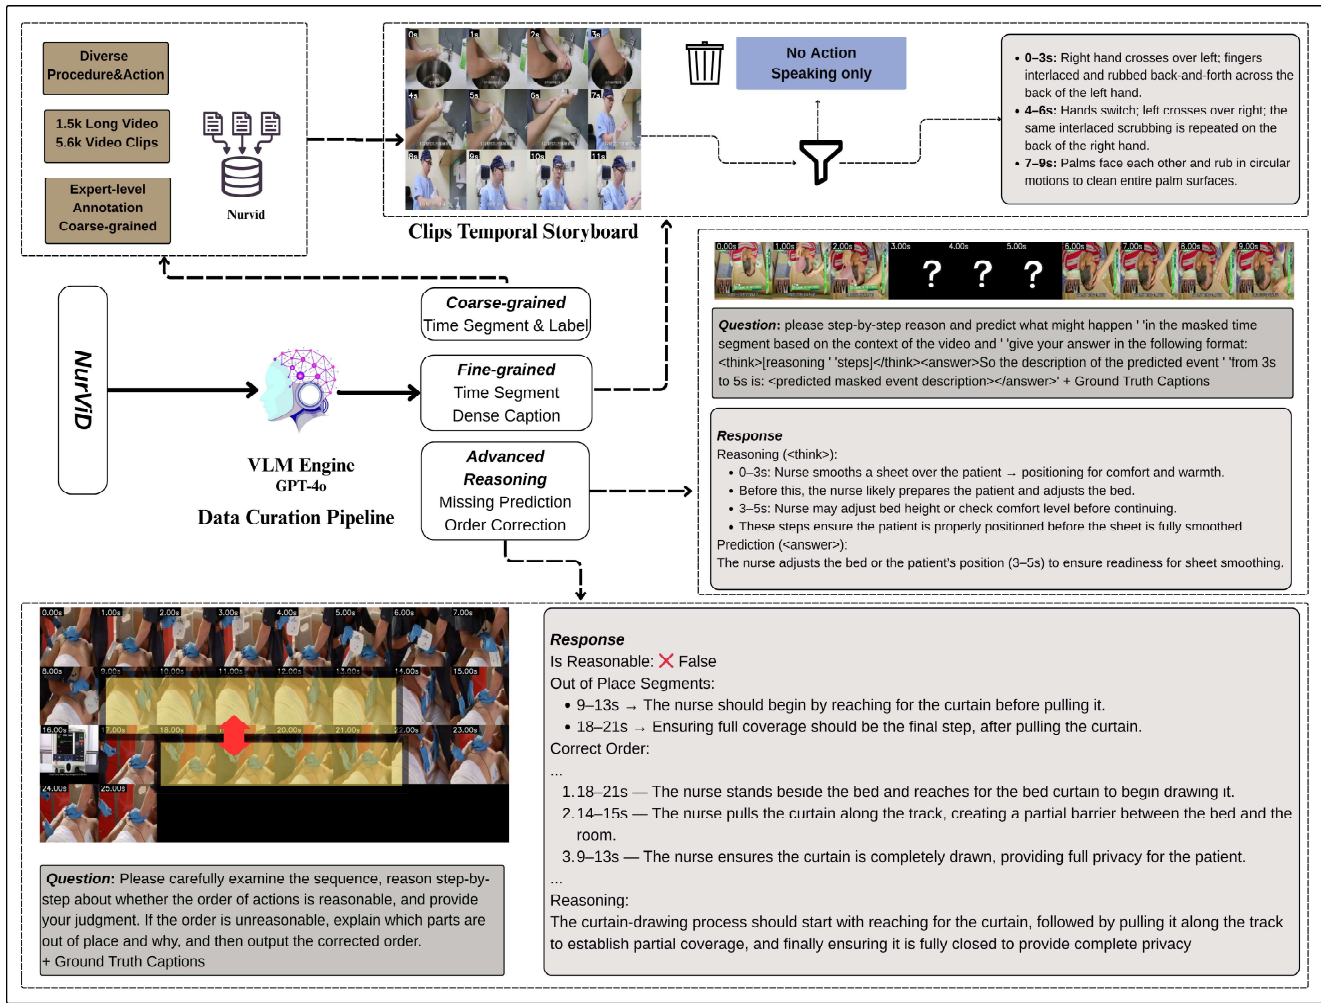 Diverse
Procedure&Action
1.5k Long Video
5.6k Video Clips
Expert-level
Annotation
Coarse-grained
Nurvid
0s
1s
2s
3s
4s
5s
6s
7s
8s
9s
10s
11s
Clips Temporal Storyboard
No Action
Speaking only
• 0–3s: Right hand crosses over left; fingers
interlaced and rubbed back-and-forth across the
back of the left hand.
• 4–6s: Hands switch; left crosses over right; the
same interlaced scrubbing is repeated on the
back of the right hand.
• 7–9s: Palms face each other and rub in circular
motions to clean entire palm surfaces.
NurViD
VLM Engine
GPT-4o
Data Curation Pipeline
Coarse-grained
Time Segment & Label
Fine-grained
Time Segment
Dense Caption
Advanced
Reasoning
Missing Prediction
Order Correction
0.00s 1.00s 2.00s 3.00s 4.00s 5.00s 6.00s 7.00s 8.00s 9.00s
? ? ?
Question: please step-by-step reason and predict what might happen ' 'in the masked time
segment based on the context of the video and ' 'give your answer in the following format:
<think>[reasoning ' 'steps]</think><answer>So the description of the predicted event ' 'from 3s
to 5s is: <predicted masked event description></answer>' + Ground Truth Captions
Response
Reasoning (<think>):
• 0–3s: Nurse smooths a sheet over the patient → positioning for comfort and warmth.
• Before this, the nurse likely prepares the patient and adjusts the bed.
• 3–5s: Nurse may adjust bed height or check comfort level before continuing.
• These steps ensure the patient is properly positioned before the sheet is fully smoothed
Prediction (<answer>):
The nurse adjusts the bed or the patient's position (3–5s) to ensure readiness for sheet smoothing.
0.00s 1.00s 2.00s 3.00s 4.00s 5.00s 6.00s 7.00s
8.00s 9.00s 10.00s 11.00s 12.00s 13.00s 14.00s 15.00s
16.00s 17.00s 18.00s 19.00s 20.00s 21.00s 22.00s 23.00s
24.00s 25.00s
Question: Please carefully examine the sequence, reason step-by-
step about whether the order of actions is reasonable, and provide
your judgment. If the order is unreasonable, explain which parts are
out of place and why, and then output the corrected order.
+ Ground Truth Captions
Response
Is Reasonable: ❌ False
Out of Place Segments:
• 9–13s → The nurse should begin by reaching for the curtain before pulling it.
• 18–21s → Ensuring full coverage should be the final step, after pulling the curtain.
Correct Order:
...
1. 18–21s — The nurse stands beside the bed and reaches for the bed curtain to begin drawing it.
2. 14–15s — The nurse pulls the curtain along the track, creating a partial barrier between the bed and the
room.
3. 9–13s — The nurse ensures the curtain is completely drawn, providing full privacy for the patient.
...
Reasoning:
The curtain-drawing process should start with reaching for the curtain, followed by pulling it along the track
to establish partial coverage, and finally ensuring it is fully closed to provide complete privacy